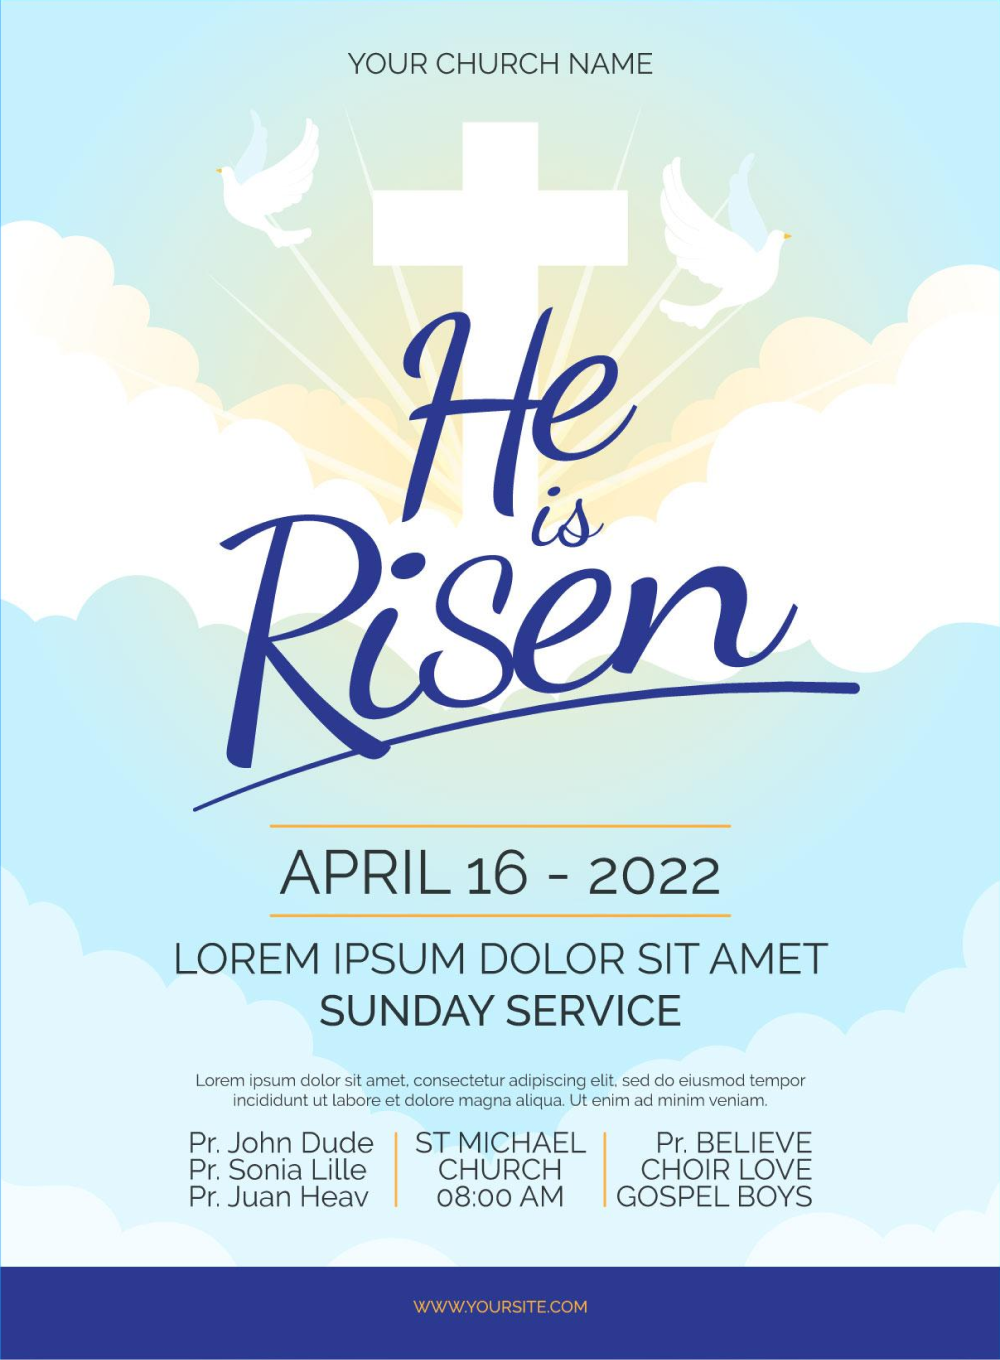 YOUR CHURCH NAME
He
is
Risen
APRIL 16 - 2022
LOREM IPSUM DOLOR SIT AMET
SUNDAY SERVICE
Lorem ipsum dolor sit amet, consectetur adipiscing elit, sed do eiusmod tempor
incididunt ut labore et dolore magna aliqua. Ut enim ad minim veniam.
Pr. John Dude
Pr. Sonia Lille
Pr. Juan Heav
ST MICHAEL
CHURCH
08:00 AM
Pr. BELIEVE
CHOIR LOVE
GOSPEL BOYS
WWW.YOURSITE.COM